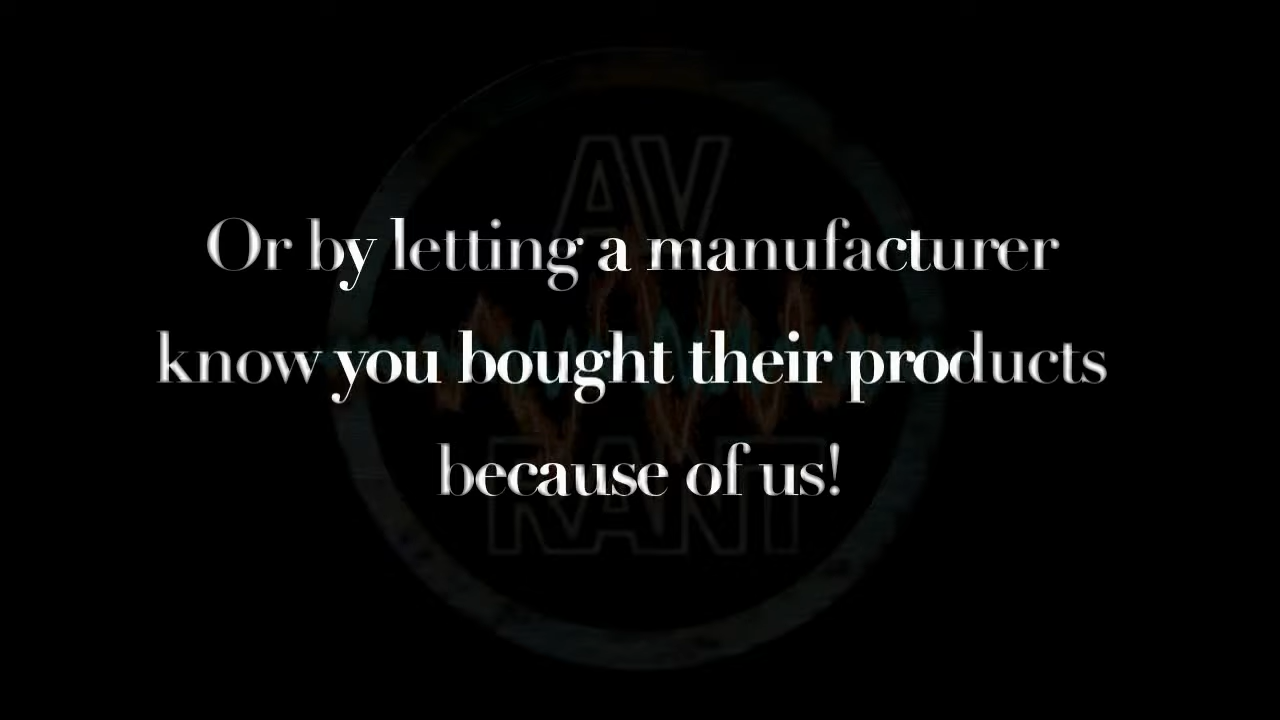 AV
Or by letting a manufacturer
know you bought their products
because of us!
RANT